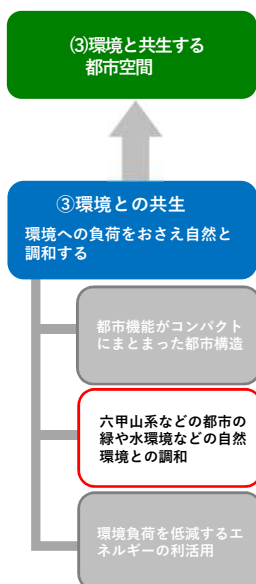 (3)環境と共生する
都市空間
③環境との共生
環境への負荷をおさえ自然と
調和する
都市機能がコンパクト
にまとまった都市構造
六甲山系などの都市の
緑や水環境などの自然
環境との調和
環境負荷を低減するエ
ネルギーの利活用